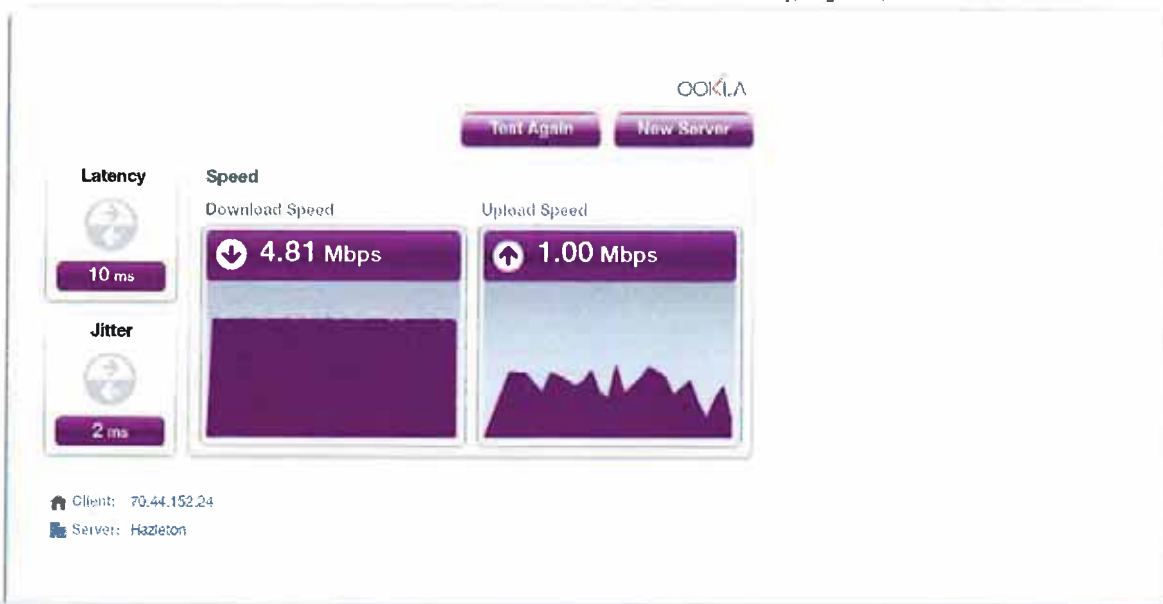 OOKLA
Test Again New Server
Latency
Speed
Download Speed Upload Speed
4.81 Mbps 1.00 Mbps
10 ms
Jitter
2 ms
Client: 70.44.152.24
Server: Hazleton